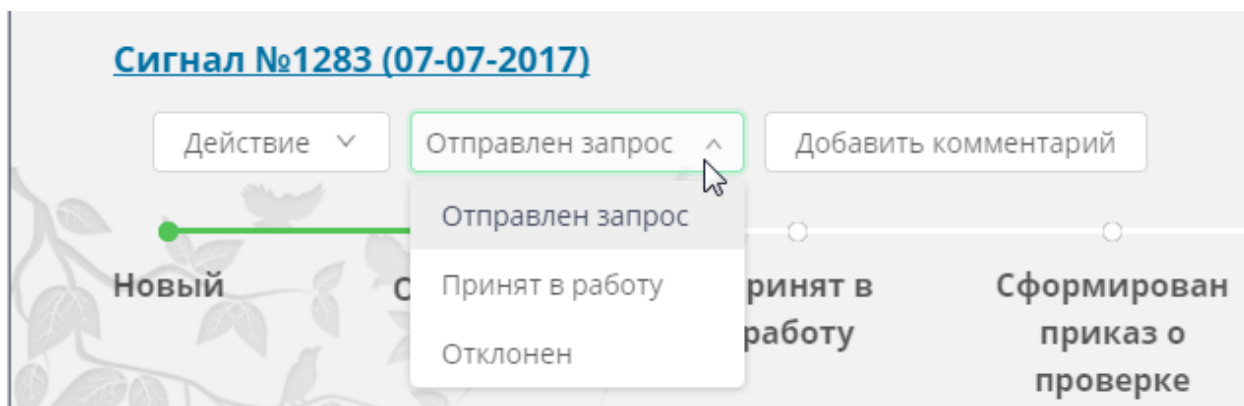 Сигнал №1283 (07-07-2017)
Действие
Отправлен запрос
Добавить комментарий
Отправлен запрос
Принят в работу
Отклонен
Новый
ринят в
работу
Сформирован
приказ о
проверке